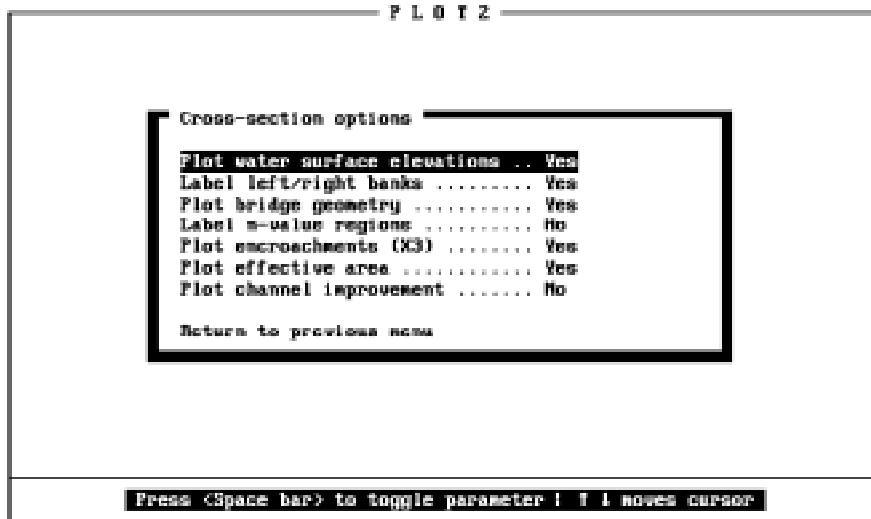 P L O T 2
Cross-section options
Plot water surface elevations .. Yes
Label left/right banks ......... Yes
Plot bridge geometry ........... Yes
Label n-value regions .......... No
Plot encroachments (X3) ........ Yes
Plot effective area ............ Yes
Plot channel improvement ....... No
Return to previous menu
Press <Space bar> to toggle parameter | ↑ ↓ moves cursor